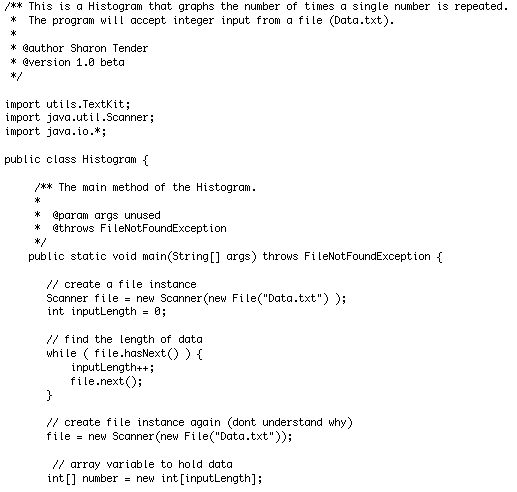 /** This is a Histogram that graphs the number of times a single number is repeated.
 *  The program will accept integer input from a file (Data.txt).
 *
 * @author Sharon Tender
 * @version 1.0 beta
 */

import utils.TextKit;
import java.util.Scanner;
import java.io.*;

public class Histogram {

     /** The main method of the Histogram.
     *
     *  @param args unused
     *  @throws FileNotFoundException
     */
    public static void main(String[] args) throws FileNotFoundException {

       // create a file instance
       Scanner file = new Scanner(new File("Data.txt") );
       int inputLength = 0;

       // find the length of data
       while ( file.hasNext() ) {
           inputLength++;
           file.next();
       }

       // create file instance again (dont understand why)
       file = new Scanner(new File("Data.txt"));

        // array variable to hold data
       int[] number = new int[inputLength];